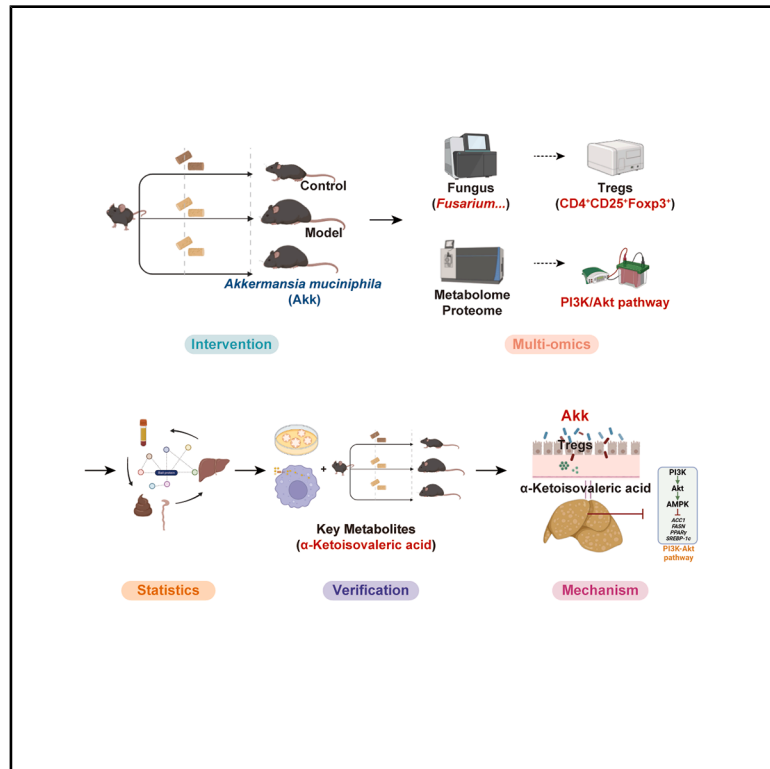 Control
Model
Akkermansia muciniphila
(Akk)
Intervention
Fungus
(Fusarium...)
Tregs
(CD4⁺CD25⁺Foxp3⁺)
Metabolome
Proteome
PI3K/Akt pathway
Multi-omics
Statistics
+
Key Metabolites
(α-Ketoisovaleric acid)
Verification
Akk
Tregs
α-Ketoisovaleric acid
PI3K
Akt
AMPK
ACC1
FASN
PPARγ
SREBP-1c
PI3K-Akt
pathway
Mechanism